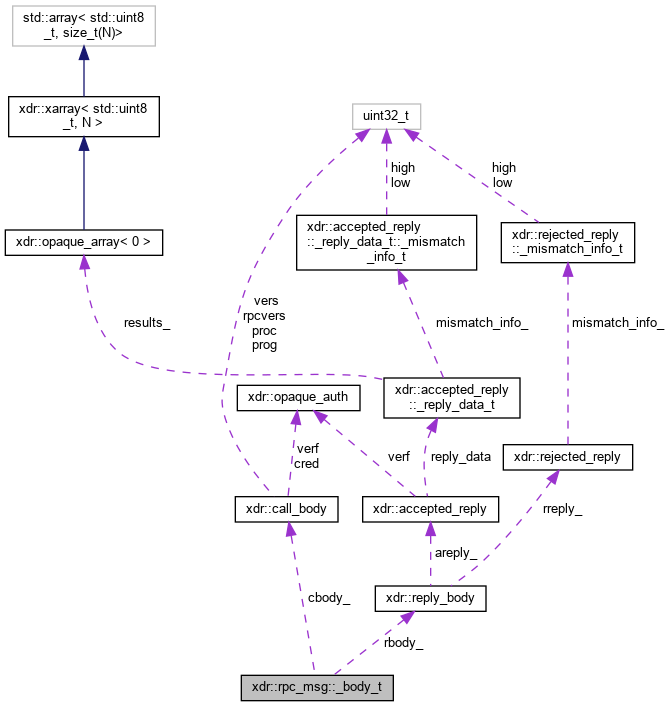 std::array< std::uint8
_t, size_t(N)>
xdr::xarray< std::uint8
_t, N >
uint32_t
high
low
high
low
xdr::opaque_array< 0 >
xdr::accepted_reply
::_reply_data_t::_mismatch
_info_t
xdr::rejected_reply
::_mismatch_info_t
vers
rpcvers
proc
prog
results_
mismatch_info_
mismatch_info_
xdr::opaque_auth
xdr::accepted_reply
::_reply_data_t
verf
cred
verf
reply_data
xdr::rejected_reply
xdr::call_body
xdr::accepted_reply
rreply_
areply_
cbody_
xdr::reply_body
rbody_
xdr::rpc_msg::_body_t